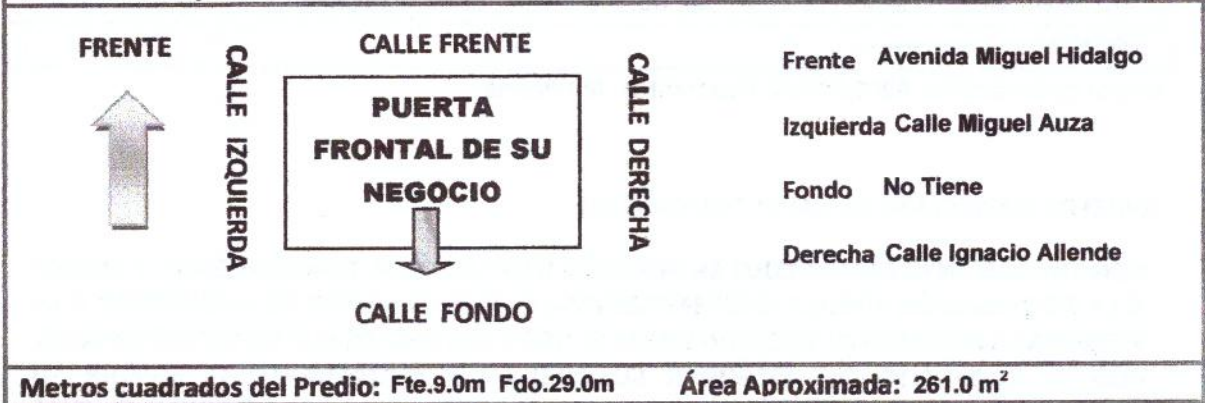 FRENTE
CALLE IZQUIERDA
CALLE FRENTE
PUERTA
FRONTAL DE SU
NEGOCIO
CALLE DERECHA
CALLE FONDO
Frente Avenida Miguel Hidalgo
Izquierda Calle Miguel Auza
Fondo No Tiene
Derecha Calle Ignacio Allende
Metros cuadrados del Predio: Fte.9.0m Fdo.29.0m Área Aproximada: 261.0 m²